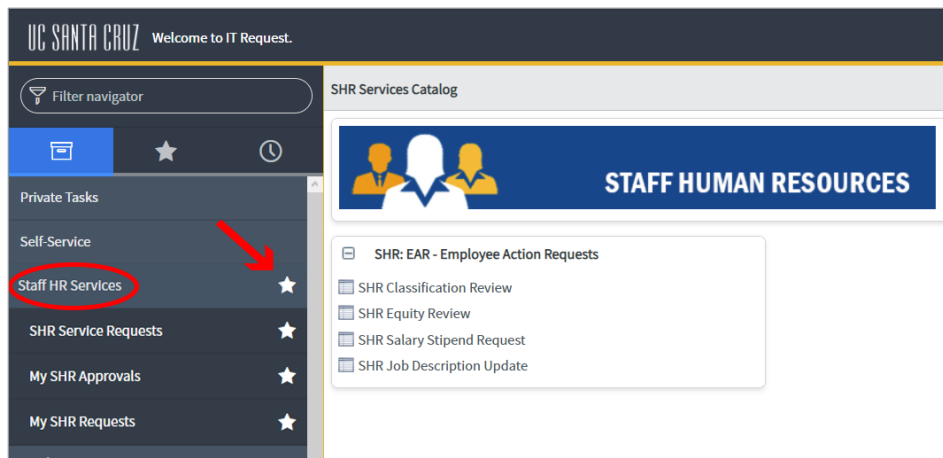 UC SANTA CRUZ Welcome to IT Request.
Filter navigator
Private Tasks
Self-Service
Staff HR Services
SHR Service Requests
My SHR Approvals
My SHR Requests
SHR Services Catalog
STAFF HUMAN RESOURCES
SHR: EAR - Employee Action Requests
SHR Classification Review
SHR Equity Review
SHR Salary Stipend Request
SHR Job Description Update